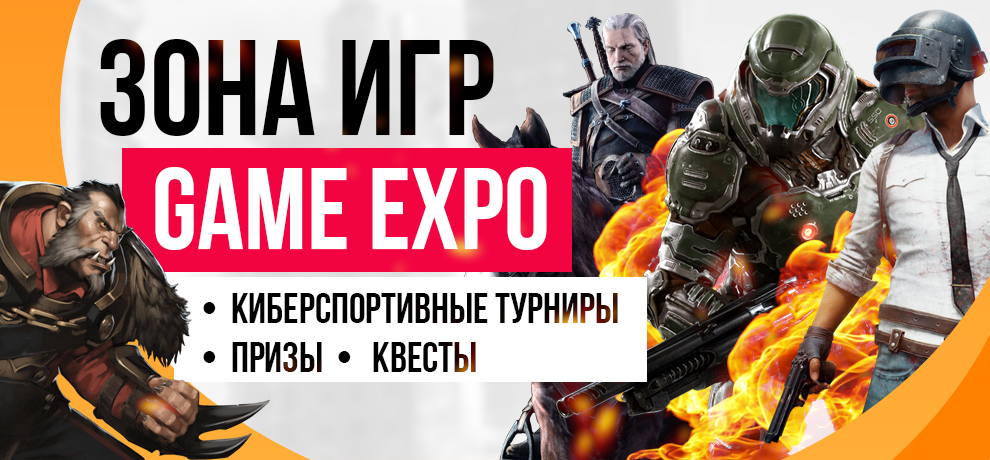 ЗОНА ИГР
GAME EXPO
• КИБЕРСПОРТИВНЫЕ ТУРНИРЫ
• ПРИЗЫ • КВЕСТЫ